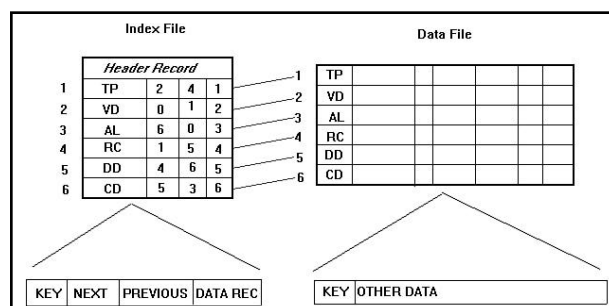 Index File
Data File
Header Record
1 TP 2 4 1
2 VD 0 1 2
3 AL 6 0 3
4 RC 1 5 4
5 DD 4 6 5
6 CD 5 3 6
1 TP
2 VD
3 AL
4 RC
5 DD
6 CD
KEY NEXT PREVIOUS DATA REC
KEY OTHER DATA